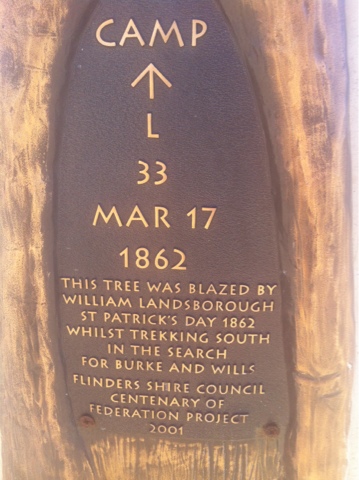 CAMP
↑
L
33
MAR 17
1862
THIS TREE WAS BLAZED BY
WILLIAM LANDSBOROUGH
ST PATRICK'S DAY 1862
WHILST TREKKING SOUTH
IN THE SEARCH
FOR BURKE AND WILLS
FLINDERS SHIRE COUNCIL
CENTENARY OF
FEDERATION PROJECT
2001